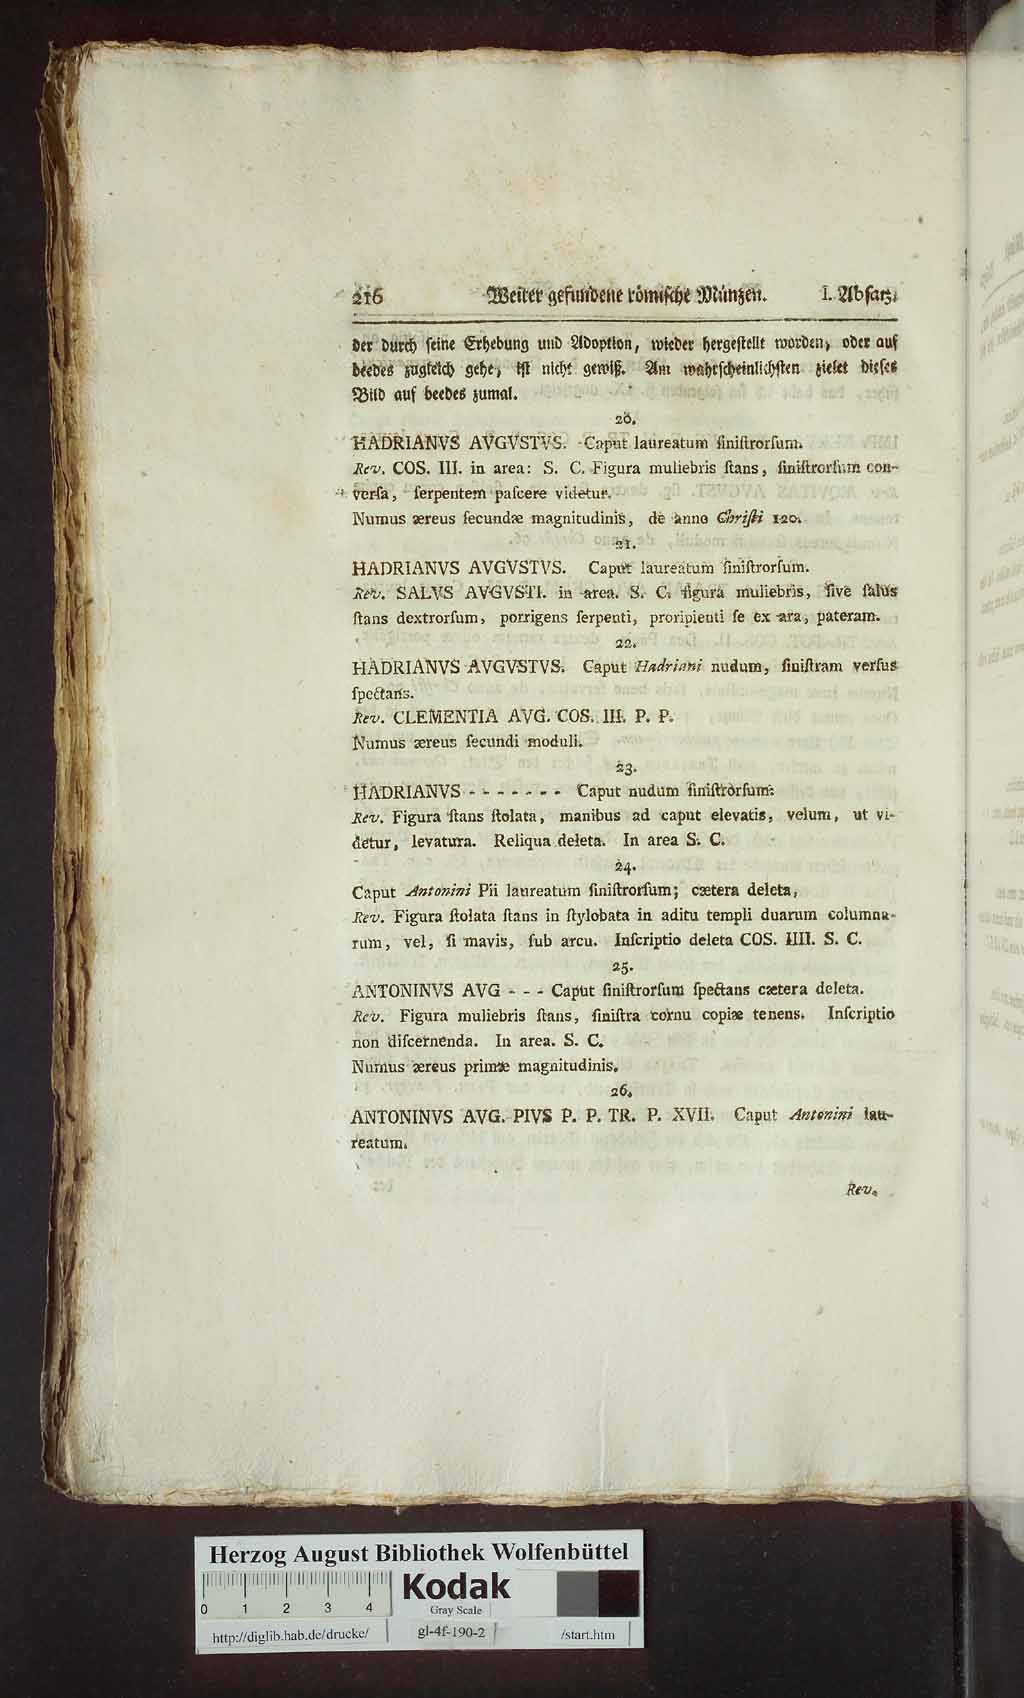 216 Weiter gefundene römische Münzen. I. Absatz.
der durch seine Erhebung und Adoption, wieder hergestellt worden, oder auf
beedes zugleich gehe, ist nicht gewiß. Am wahrscheinlichsten zielet dieses
Bild auf beedes zumal.
20.
HADRIANVS AVGVSTVS. Caput laureatum ſiniſtrorſum.
Rev. COS. III. in area: S. C. Figura muliebris ſtans, ſiniſtrorſum con-
verſa, ſerpentem paſcere videtur.
Numus æreus ſecundæ magnitudinis, de anno Chriſti 120.
21.
HADRIANVS AVGVSTVS. Caput laureatum ſiniſtrorſum.
Rev. SALVS AVGVSTI. in area. S. C. figura muliebris, ſive ſalus
ſtans dextrorſum, porrigens ſerpenti, proripienti ſe ex ara, pateram.
22.
HADRIANVS AVGVSTVS. Caput Hadriani nudum, ſiniſtram verſus
ſpectans.
Rev. CLEMENTIA AVG. COS. III. P. P.
Numus æreus ſecundi moduli.
23.
HADRIANVS - - - - - - - Caput nudum ſiniſtrorſum:
Rev. Figura ſtans ſtolata, manibus ad caput elevatis, velum, ut vi-
detur, levatura. Reliqua deleta. In area S. C.
24.
Caput Antonini Pii laureatum ſiniſtrorſum; cætera deleta,
Rev. Figura ſtolata ſtans in ſtylobata in aditu templi duarum columna-
rum, vel, ſi mavis, ſub arcu. Inſcriptio deleta COS. IIII. S. C.
25.
ANTONINVS AVG - - - Caput ſiniſtrorſum ſpectans cætera deleta.
Rev. Figura muliebris ſtans, ſiniſtra cornu copiæ tenens. Inſcriptio
non diſcernenda. In area. S. C.
Numus æreus primæ magnitudinis.
26.
ANTONINVS AVG. PIVS P. P. TR. P. XVII. Caput Antonini lau-
reatum.
Rev.
Herzog August Bibliothek Wolfenbüttel
0 1 2 3 4
Kodak
Gray Scale
http://diglib.hab.de/drucke/ gl-4f-190-2 /start.htm